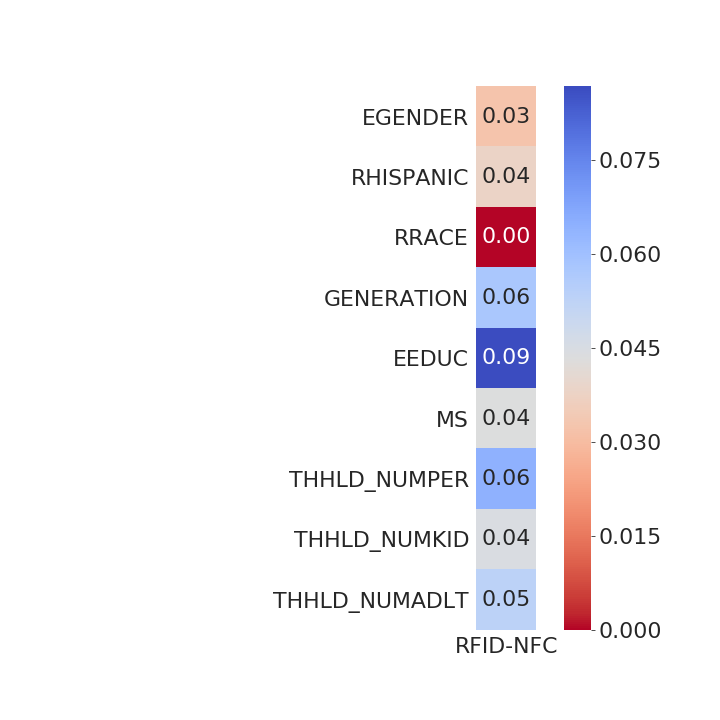 EGENDER 0.03
RHISPANIC 0.04
RRACE 0.00
GENERATION 0.06
EEDUC 0.09
MS 0.04
THHLD_NUMPER 0.06
THHLD_NUMKID 0.04
THHLD_NUMADLT 0.05
RFID-NFC
0.075
0.060
0.045
0.030
0.015
0.000